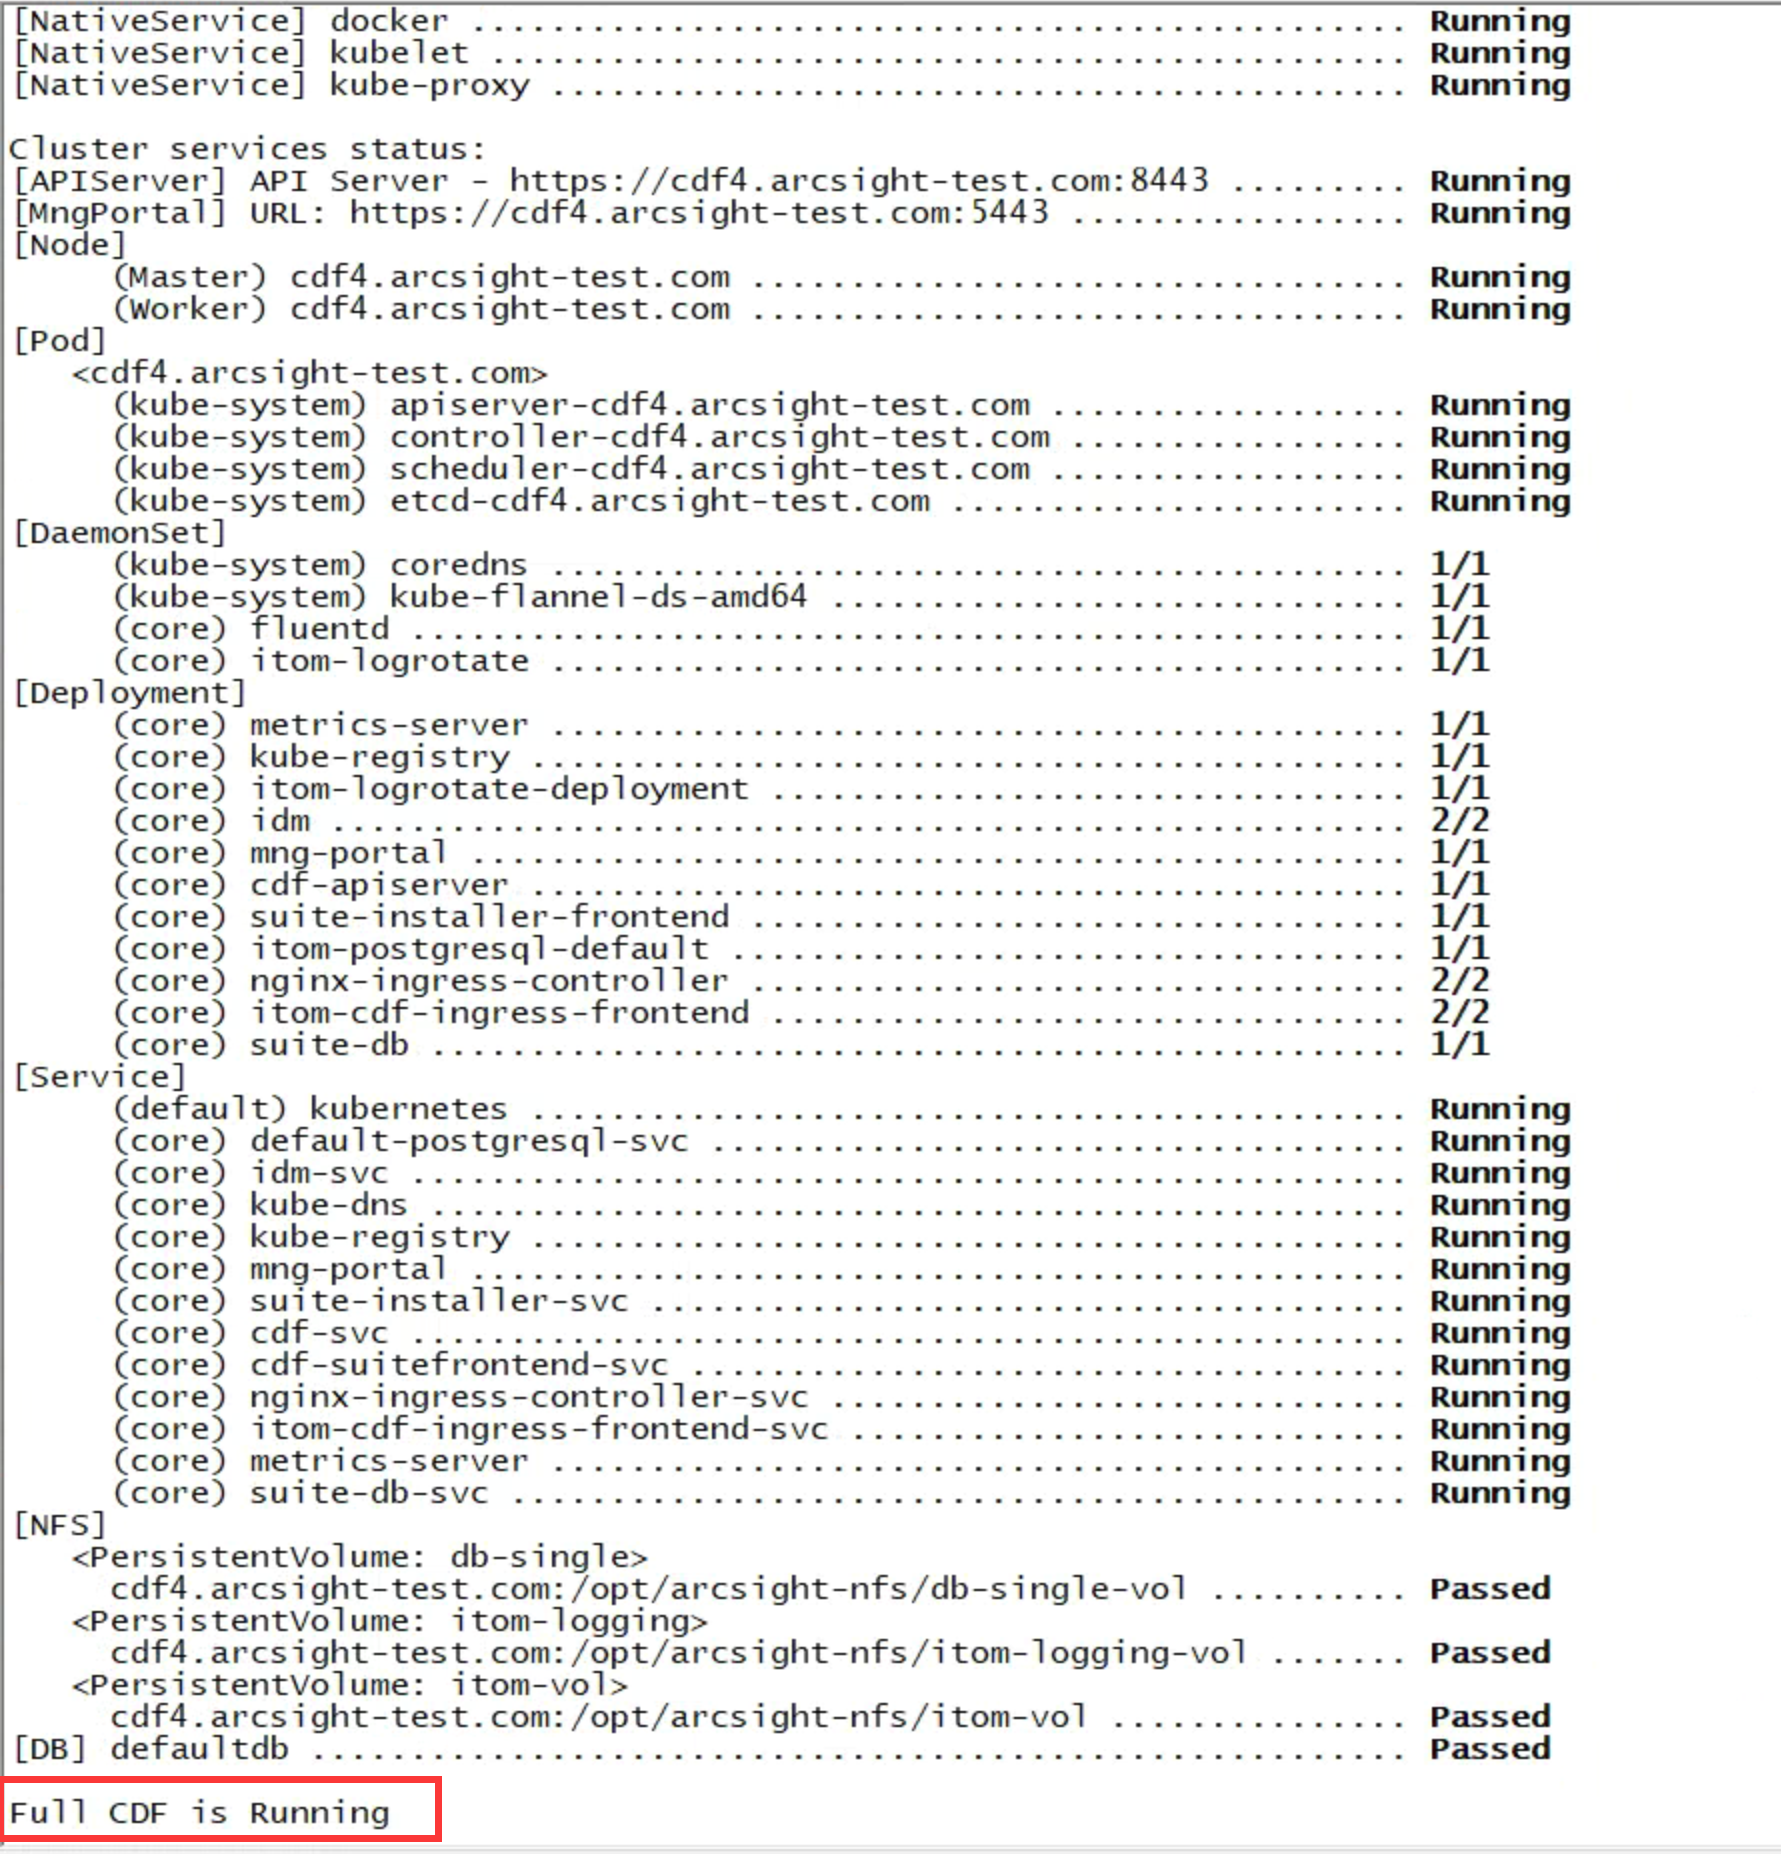 [NativeService] docker ............................................... Running
[NativeService] kubelet .............................................. Running
[NativeService] kube-proxy ........................................... Running
Cluster services status:
[APIServer] API Server - https://cdf4.arcsight-test.com:8443 ......... Running
[MngPortal] URL: https://cdf4.arcsight-test.com:5443 ................. Running
[Node]
(Master) cdf4.arcsight-test.com ................................. Running
(Worker) cdf4.arcsight-test.com ................................. Running
[Pod]
<cdf4.arcsight-test.com>
(kube-system) apiserver-cdf4.arcsight-test.com .................. Running
(kube-system) controller-cdf4.arcsight-test.com ................. Running
(kube-system) scheduler-cdf4.arcsight-test.com .................. Running
(kube-system) etcd-cdf4.arcsight-test.com ....................... Running
[DaemonSet]
(kube-system) coredns ........................................... 1/1
(kube-system) kube-flannel-ds-amd64 ............................. 1/1
(core) fluentd .................................................. 1/1
(core) itom-logrotate ........................................... 1/1
[Deployment]
(core) metrics-server ........................................... 1/1
(core) kube-registry ............................................ 1/1
(core) itom-logrotate-deployment ................................ 1/1
(core) idm ...................................................... 2/2
(core) mng-portal ............................................... 1/1
(core) cdf-apiserver ............................................ 1/1
(core) suite-installer-frontend ................................. 1/1
(core) itom-postgresql-default .................................. 1/1
(core) nginx-ingress-controller ................................. 2/2
(core) itom-cdf-ingress-frontend ................................ 2/2
(core) suite-db ................................................. 1/1
[Service]
(default) kubernetes ............................................ Running
(core) default-postgresql-svc ................................... Running
(core) idm-svc .................................................. Running
(core) kube-dns ................................................. Running
(core) kube-registry ............................................ Running
(core) mng-portal ............................................... Running
(core) suite-installer-svc ...................................... Running
(core) cdf-svc .................................................. Running
(core) cdf-suitefrontend-svc .................................... Running
(core) nginx-ingress-controller-svc ............................. Running
(core) itom-cdf-ingress-frontend-svc ............................ Running
(core) metrics-server ........................................... Running
(core) suite-db-svc ............................................. Running
[NFS]
<PersistentVolume: db-single>
cdf4.arcsight-test.com:/opt/arcsight-nfs/db-single-vol .......... Passed
<PersistentVolume: itom-logging>
cdf4.arcsight-test.com:/opt/arcsight-nfs/itom-logging-vol ....... Passed
<PersistentVolume: itom-vol>
cdf4.arcsight-test.com:/opt/arcsight-nfs/itom-vol ............... Passed
[DB] defaultdb ....................................................... Passed
Full CDF is Running